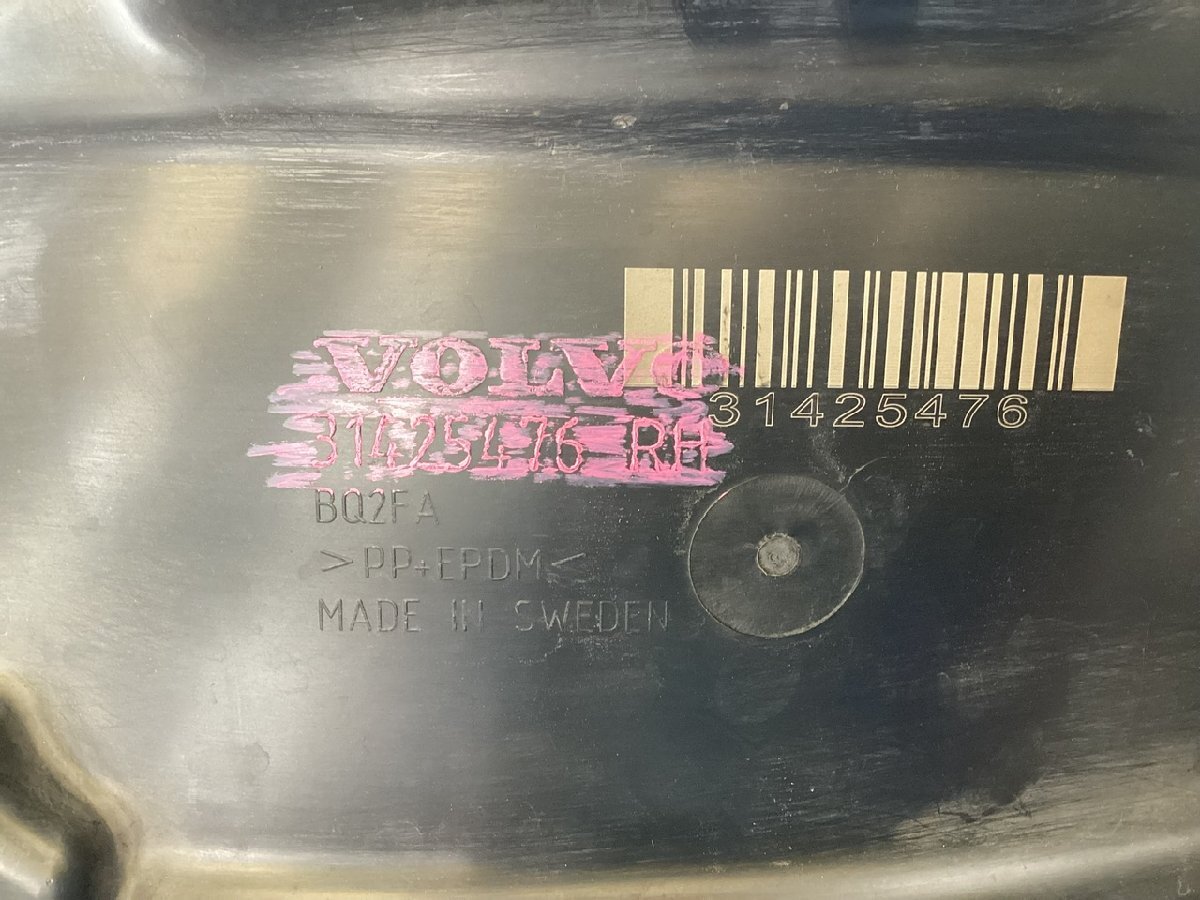 VOLVO
31425476
31425476 RH
BQ2FA
>PP+EPDM<
MADE IN SWEDEN